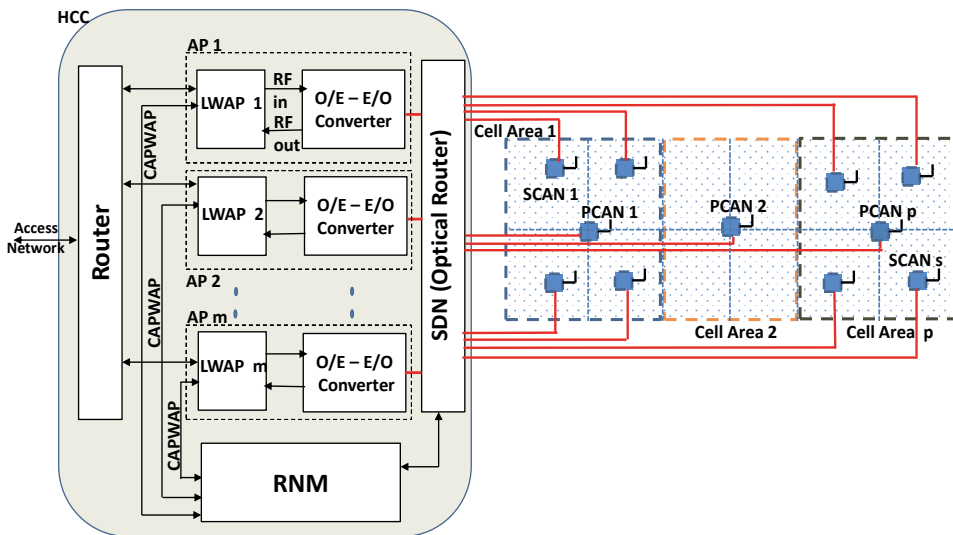 HCC
AP 1
LWAP 1
RF
in
RF
out
O/E – E/O
Converter
CAPWAP
Router
Access
Network
LWAP 2
O/E – E/O
Converter
AP 2
CAPWAP
AP m
LWAP m
O/E – E/O
Converter
CAPWAP
RNM
SDN (Optical Router)
Cell Area 1
SCAN 1
PCAN 1
PCAN 2
PCAN p
SCAN s
Cell Area 2
Cell Area p